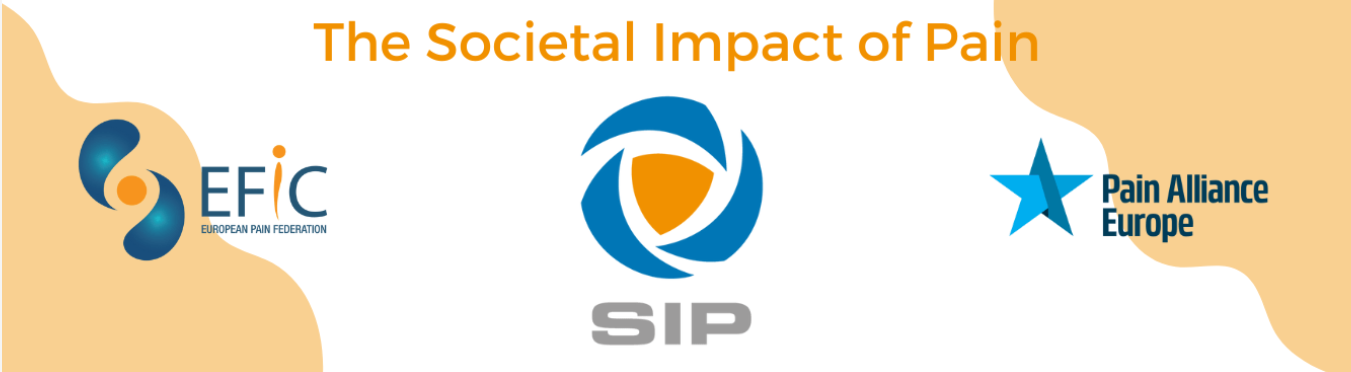 The Societal Impact of Pain
EFiC
EUROPEAN PAIN FEDERATION
SIP
Pain Alliance
Europe